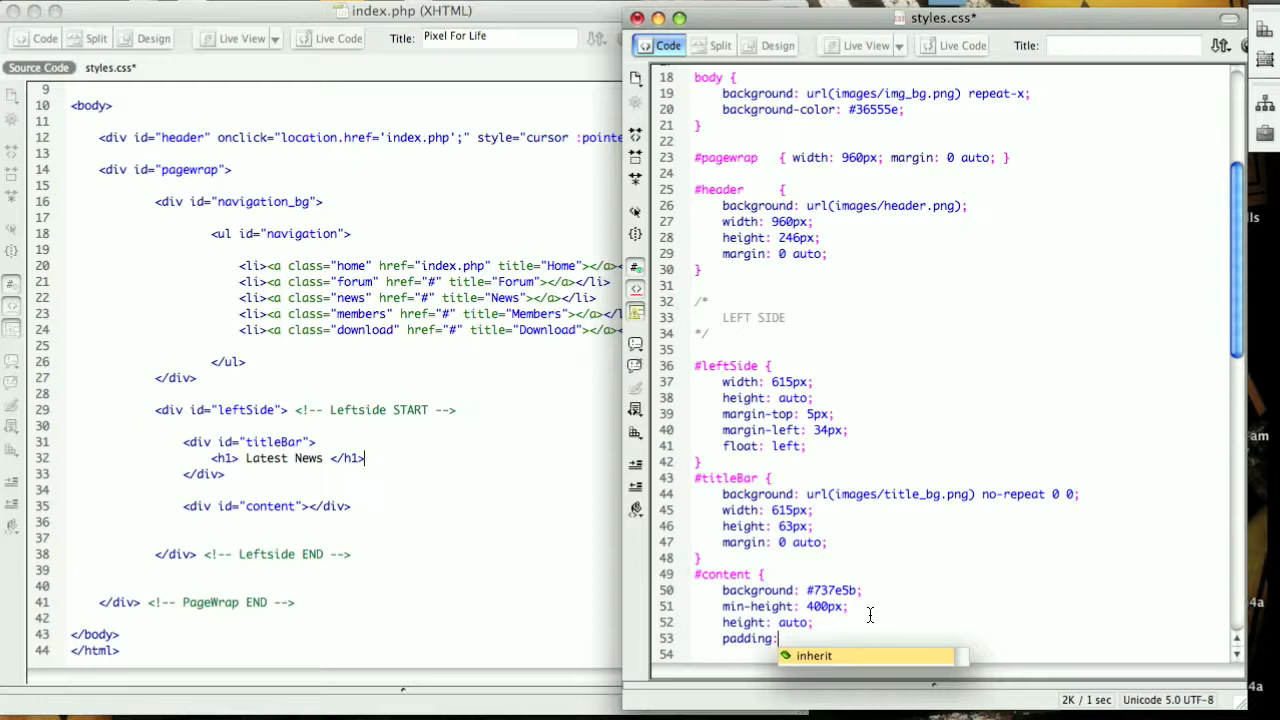 index.php (XHTML)
Code Split Design Live View Live Code Title: Pixel For Life
Source Code styles.css*
9
10 <body>
11
12 <div id="header" onclick="location.href='index.php';" style="cursor :pointe
13
14 <div id="pagewrap">
15
16 <div id="navigation_bg">
17
18 <ul id="navigation">
19
20 <li><a class="home" href="index.php" title="Home"></a><
21 <li><a class="forum" href="#" title="Forum"></a></li>
22 <li><a class="news" href="#" title="News"></a></li>
23 <li><a class="members" href="#" title="Members"></a></l
24 <li><a class="download" href="#" title="Download"></a><
25
26 </ul>
27 </div>
28
29 <div id="leftSide"> <!-- Leftside START -->
30
31 <div id="titleBar">
32 <h1> Latest News </h1>
33 </div>
34
35 <div id="content"></div>
36
37
38 </div> <!-- Leftside END -->
39
40
41 </div> <!-- PageWrap END -->
42
43 </body>
44 </html>
styles.css*
Code Split Design Live View Live Code Title:
18 body {
19 background: url(images/img_bg.png) repeat-x;
20 background-color: #36555e;
21 }
22
23 #pagewrap { width: 960px; margin: 0 auto; }
24
25 #header {
26 background: url(images/header.png);
27 width: 960px;
28 height: 246px;
29 margin: 0 auto;
30 }
31
32 /*
33 LEFT SIDE
34 */
35
36 #leftSide {
37 width: 615px;
38 height: auto;
39 margin-top: 5px;
40 margin-left: 34px;
41 float: left;
42 }
43 #titleBar {
44 background: url(images/title_bg.png) no-repeat 0 0;
45 width: 615px;
46 height: 63px;
47 margin: 0 auto;
48 }
49 #content {
50 background: #737e5b;
51 min-height: 400px;
52 height: auto;
53 padding:
54
inherit
2K / 1 sec Unicode 5.0 UTF-8
lls
am
4a
4a